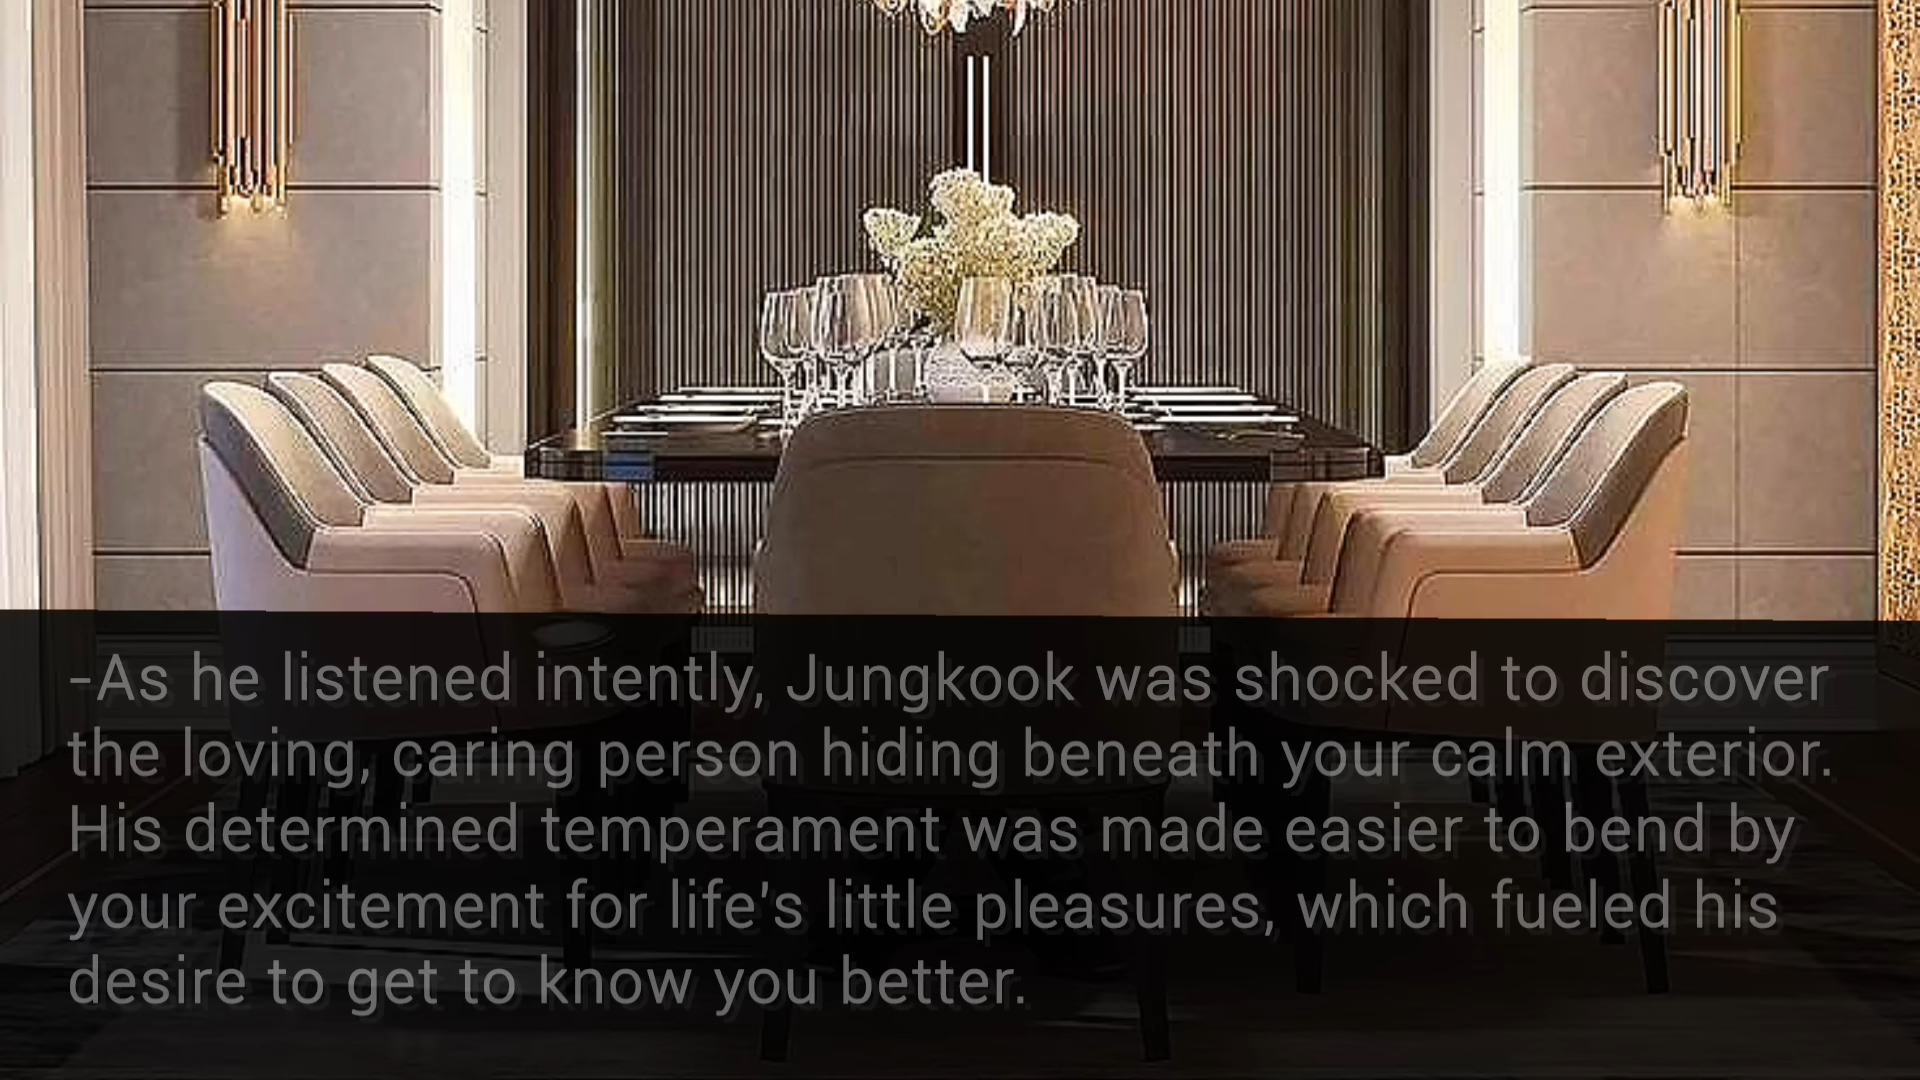 -As he listened intently, Jungkook was shocked to discover
the loving, caring person hiding beneath your calm exterior.
His determined temperament was made easier to bend by
your excitement for life's little pleasures, which fueled his
desire to get to know you better.